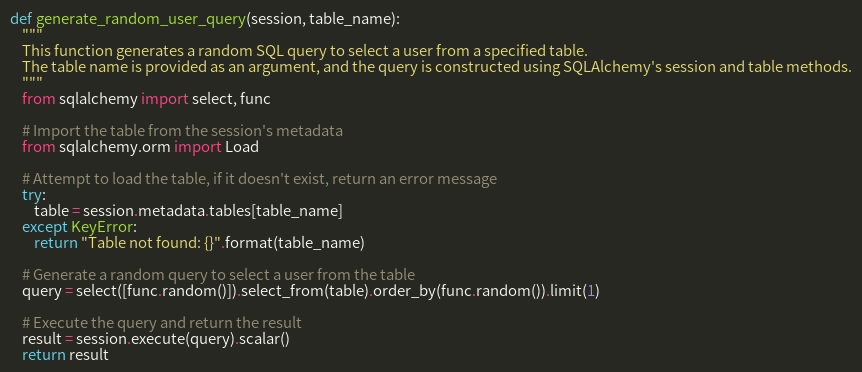 def generate_random_user_query(session, table_name):
    """
    This function generates a random SQL query to select a user from a specified table.
    The table name is provided as an argument, and the query is constructed using SQLAlchemy's session and table methods.
    """
    from sqlalchemy import select, func

    # Import the table from the session's metadata
    from sqlalchemy.orm import Load

    # Attempt to load the table, if it doesn't exist, return an error message
    try:
        table = session.metadata.tables[table_name]
    except KeyError:
        return "Table not found: {}".format(table_name)

    # Generate a random query to select a user from the table
    query = select([func.random()]).select_from(table).order_by(func.random()).limit(1)

    # Execute the query and return the result
    result = session.execute(query).scalar()
    return result